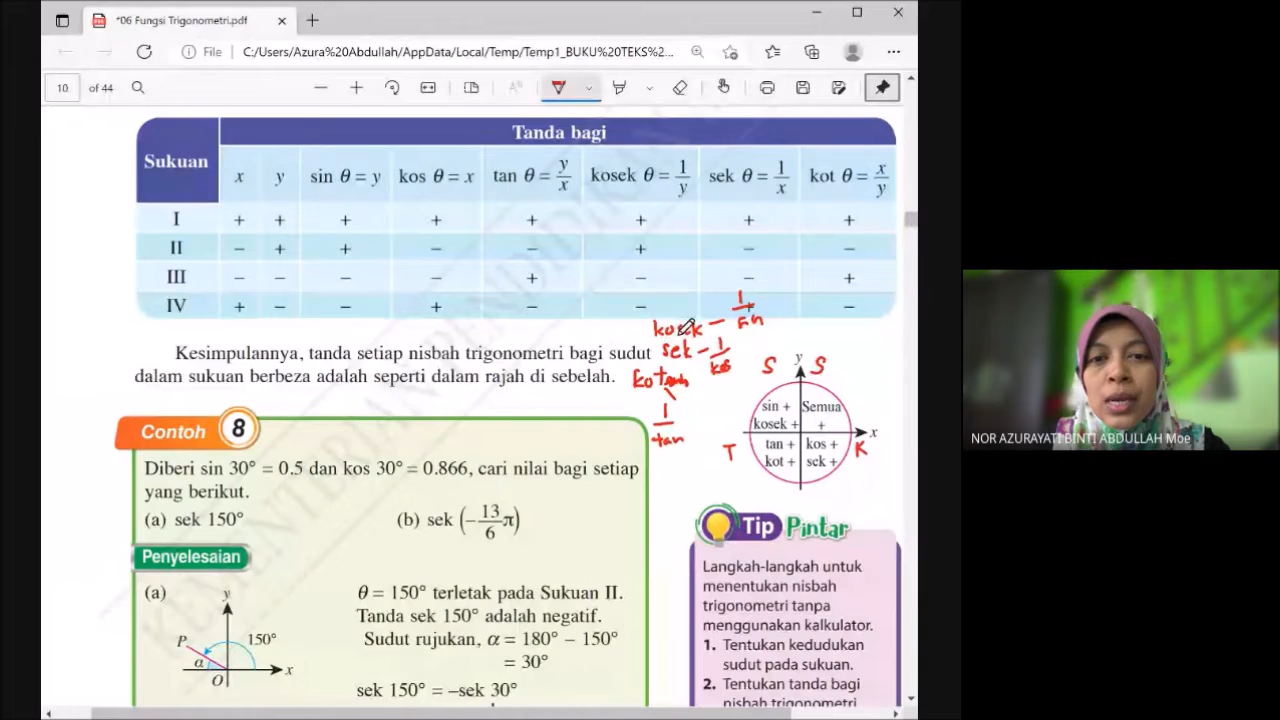 *06 Fungsi Trigonometri.pdf
File C:/Users/Azura%20Abdullah/AppData/Local/Temp/Temp1_BUKU%20TEKS%2...
10 of 44
Tanda bagi
Sukuan
x y sin θ = y kos θ = x tan θ = y/x kosek θ = 1/y sek θ = 1/x kot θ = x/y
I + + + + + + + +
II − + + − − + − −
III − − − − + − − +
IV + − − + − − + −
kosek − 1/sin
sek − 1/kos
kotan
1/tan
Kesimpulannya, tanda setiap nisbah trigonometri bagi sudut
dalam sukuan berbeza adalah seperti dalam rajah di sebelah.
S y S
sin + Semua
kosek + +
x
T tan + kos + K
kot + sek +
Contoh 8
Diberi sin 30° = 0.5 dan kos 30° = 0.866, cari nilai bagi setiap
yang berikut.
(a) sek 150° (b) sek (−13/6 π)
Penyelesaian
(a) y
P 150°
α x
O
θ = 150° terletak pada Sukuan II.
Tanda sek 150° adalah negatif.
Sudut rujukan, α = 180° − 150°
= 30°
sek 150° = −sek 30°
Tip Pintar
Langkah-langkah untuk
menentukan nisbah
trigonometri tanpa
menggunakan kalkulator.
1. Tentukan kedudukan
sudut pada sukuan.
2. Tentukan tanda bagi
nisbah trigonometri
NOR AZURAYATI BINTI ABDULLAH Moe